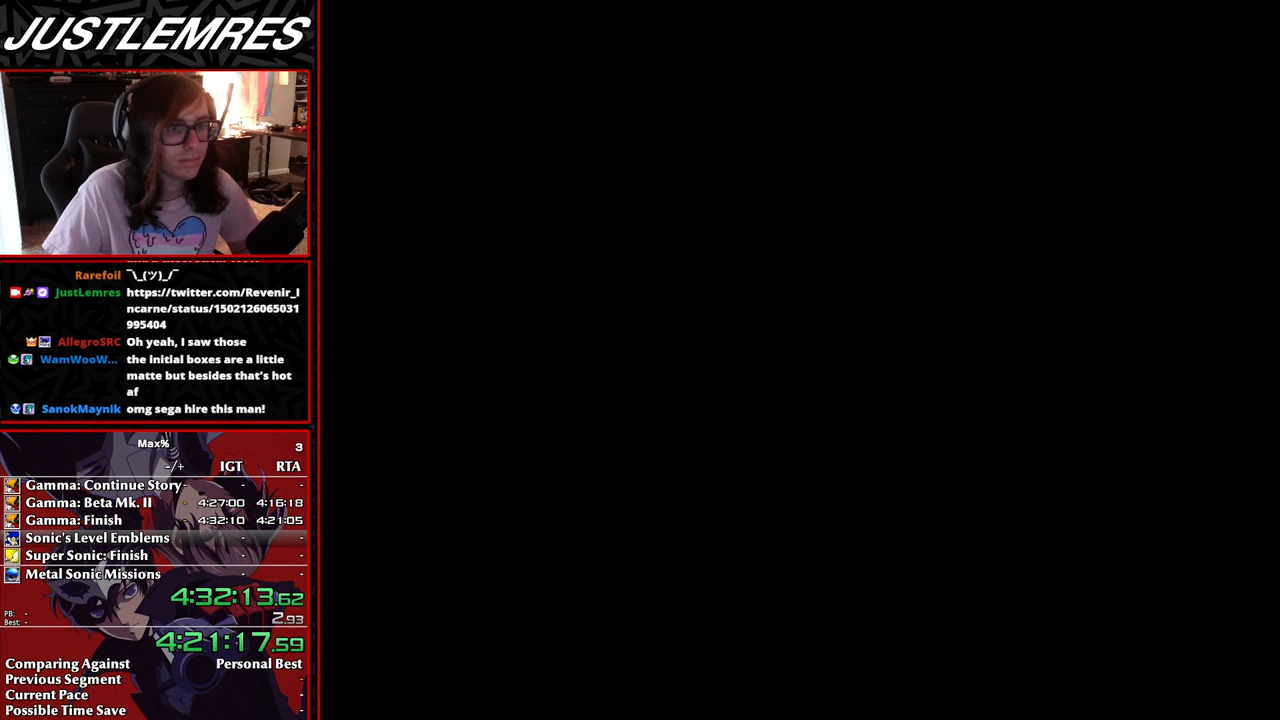 JUSTLEMRES
Rarefoil ¯\_(ツ)_/¯
JustLemres https://twitter.com/Revenir_I
ncarne/status/1502126065031
995404
AllegroSRC Oh yeah, I saw those
WamWooW... the initial boxes are a little
matte but besides that's hot
af
SanokMaynik omg sega hire this man!
Max% 3
-/+ IGT RTA
Gamma: Continue Story - - -
Gamma: Beta Mk. II - 4:27:00 4:16:18
Gamma: Finish 4:32:10 4:21:05
Sonic's Level Emblems - -
Super Sonic: Finish - -
Metal Sonic Missions - -
4:32:13.62
PB: -
Best: - 2.93
4:21:17.59
Comparing Against Personal Best
Previous Segment -
Current Pace -
Possible Time Save -